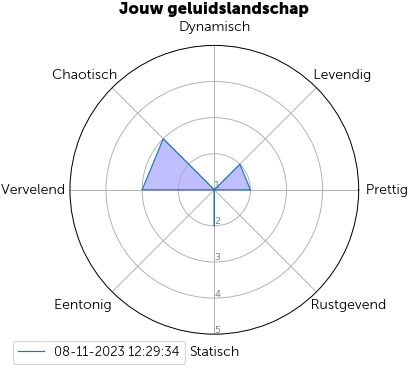 Jouw geluidslandschap
Dynamisch
Chaotisch
Levendig
Vervelend
1
Prettig
2
3
Eentonig
4
Rustgevend
5
08-11-2023 12:29:34
Statisch